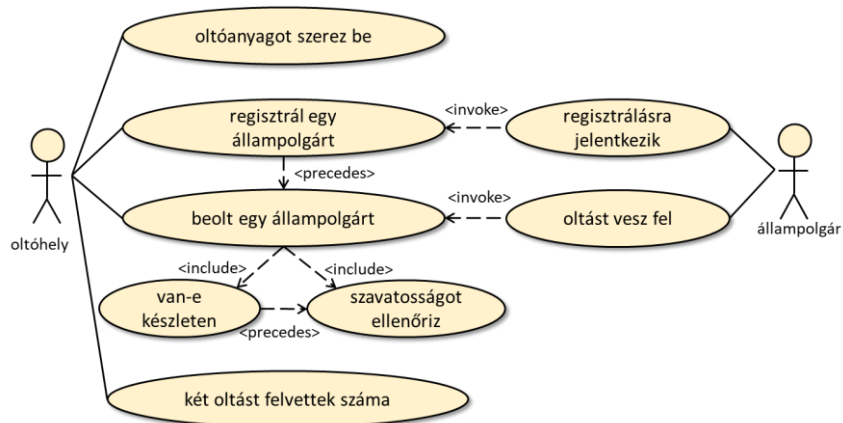 oltóanyagot szerez be
regisztrál egy
állampolgárt
<invoke>
regisztrálásra
jelentkezik
<precedes>
beolt egy állampolgárt
<invoke>
oltást vesz fel
oltóhely
állampolgár
<include>
<include>
van-e
készleten
<precedes>
szavatosságot
ellenőriz
két oltást felvettek száma